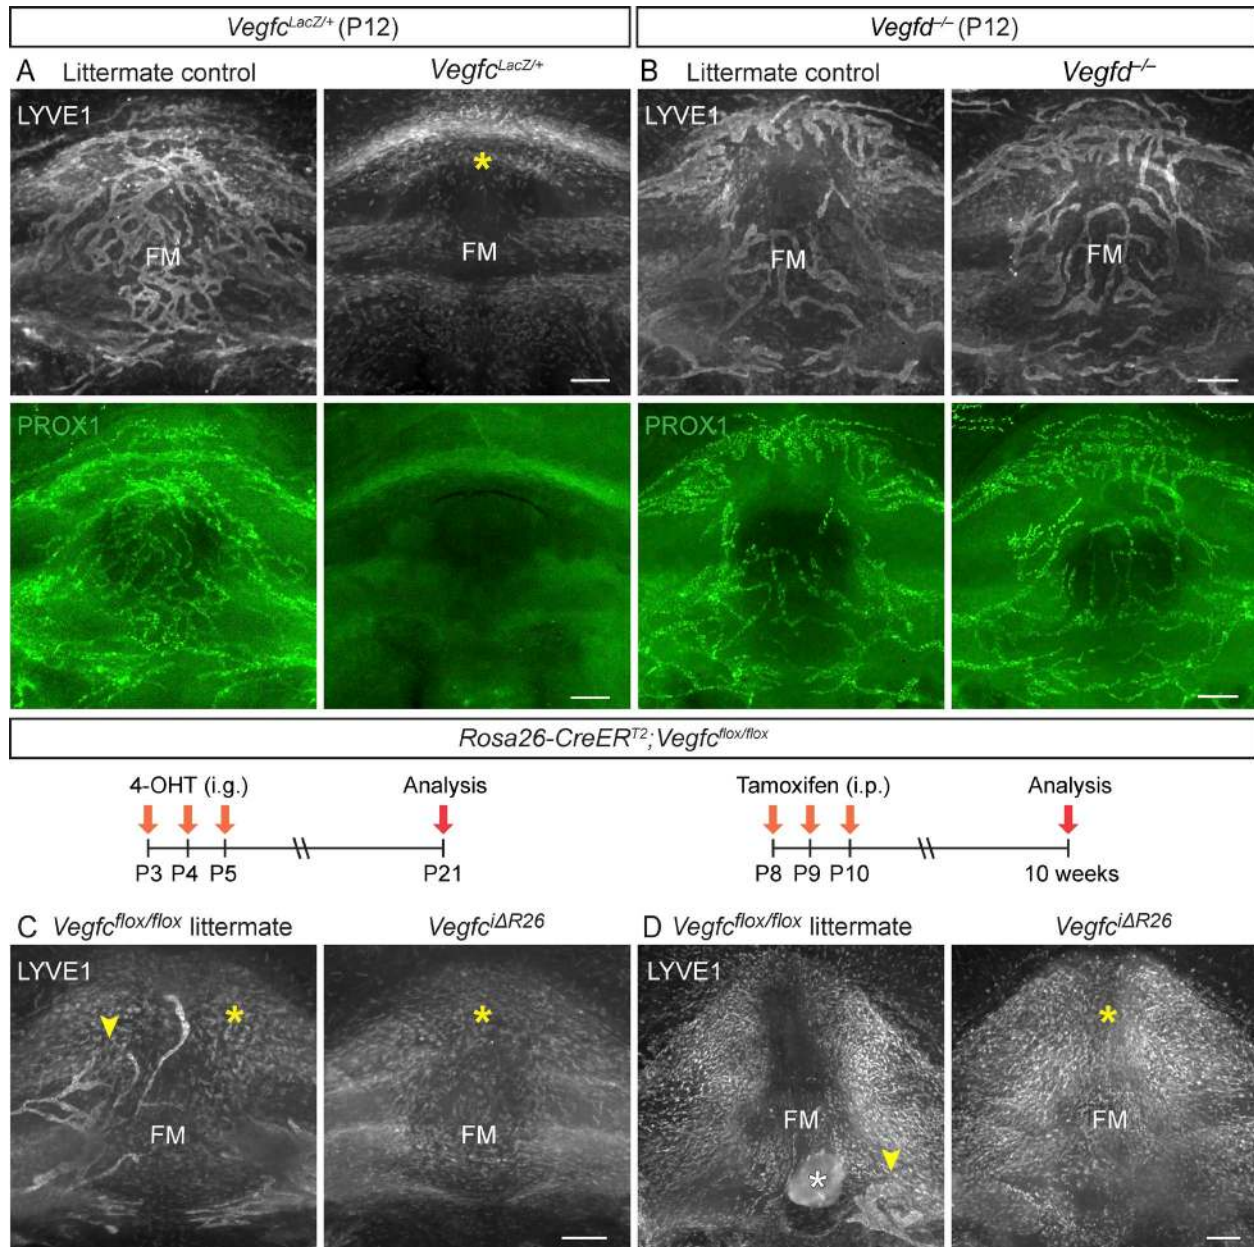 Vegfc^LacZ/+ (P12)
Vegfd^–/– (P12)
A Littermate control
Vegfc^LacZ/+
B Littermate control
Vegfd^–/–
LYVE1
*
FM
FM
LYVE1
FM
FM
PROX1
PROX1
Rosa26-CreER^T2;Vegfc^flox/flox
4-OHT (i.g.)
Analysis
Tamoxifen (i.p.)
Analysis
P3 P4 P5
P21
P8 P9 P10
10 weeks
C Vegfc^flox/flox littermate
Vegfc^iΔR26
D Vegfc^flox/flox littermate
Vegfc^iΔR26
LYVE1
*
*
FM
FM
LYVE1
*
FM
FM
*